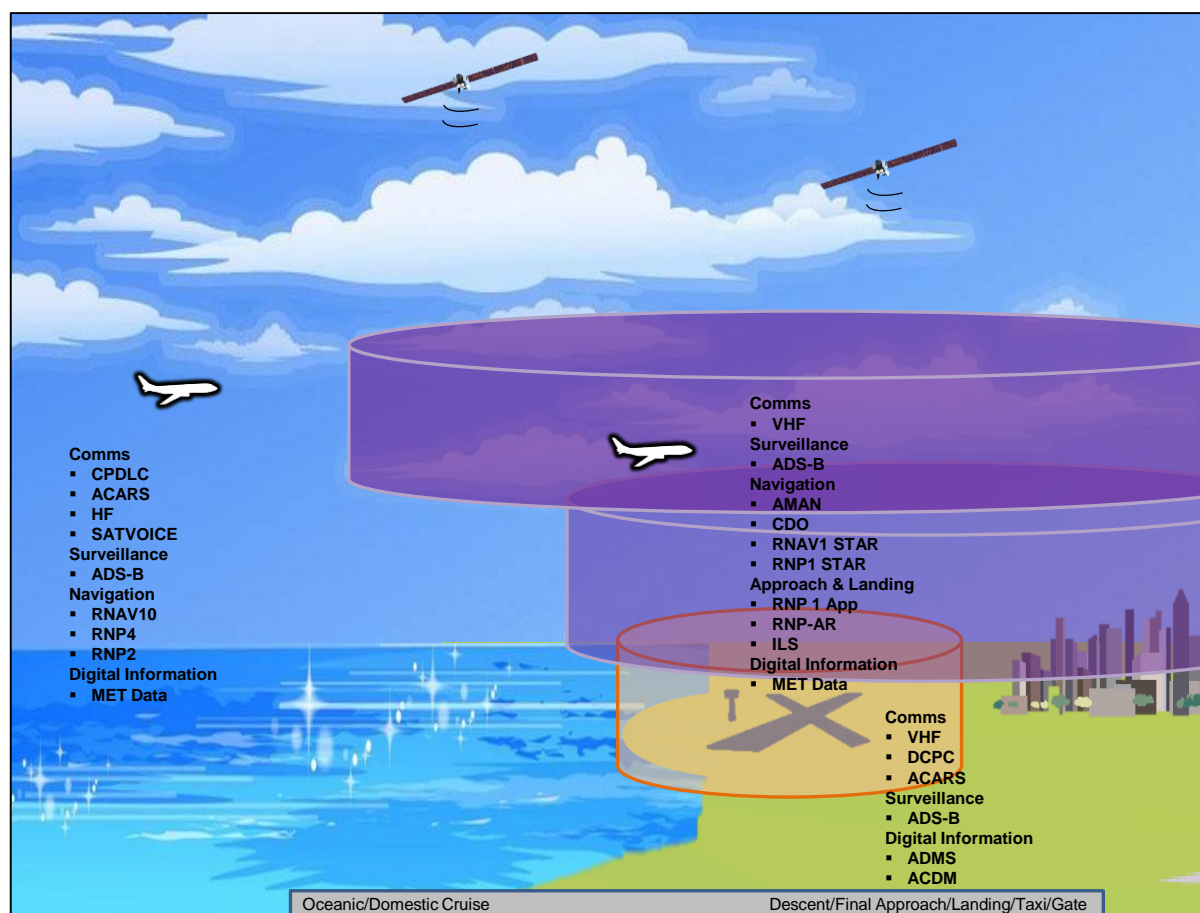 Comms
▪ CPDLC
▪ ACARS
▪ HF
▪ SATVOICE
Surveillance
▪ ADS-B
Navigation
▪ RNAV10
▪ RNP4
▪ RNP2
Digital Information
▪ MET Data
Comms
▪ VHF
Surveillance
▪ ADS-B
Navigation
▪ AMAN
▪ CDO
▪ RNAV1 STAR
▪ RNP1 STAR
Approach & Landing
▪ RNP 1 App
▪ RNP-AR
▪ ILS
Digital Information
▪ MET Data
Comms
▪ VHF
▪ DCPC
▪ ACARS
Surveillance
▪ ADS-B
Digital Information
▪ ADMS
▪ ACDM
Oceanic/Domestic Cruise
Descent/Final Approach/Landing/Taxi/Gate